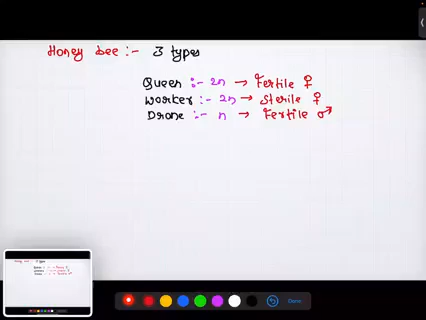 Honey bee :- 3 types
Queen :- 2n → Fertile ♀
Worker :- 2n → Sterile ♀
Drone :- n → Fertile ♂
Done